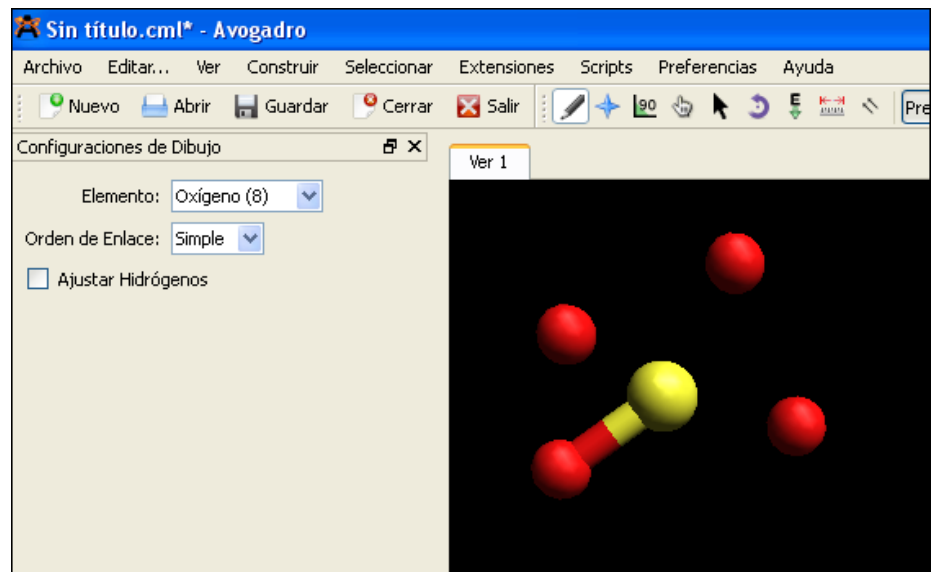 Sin título.cml* - Avogadro
Archivo Editar... Ver Construir Seleccionar Extensiones Scripts Preferencias Ayuda
Nuevo Abrir Guardar Cerrar Salir 90 E Pre
Configuraciones de Dibujo
Ver 1
Elemento: Oxígeno (8)
Orden de Enlace: Simple
Ajustar Hidrógenos